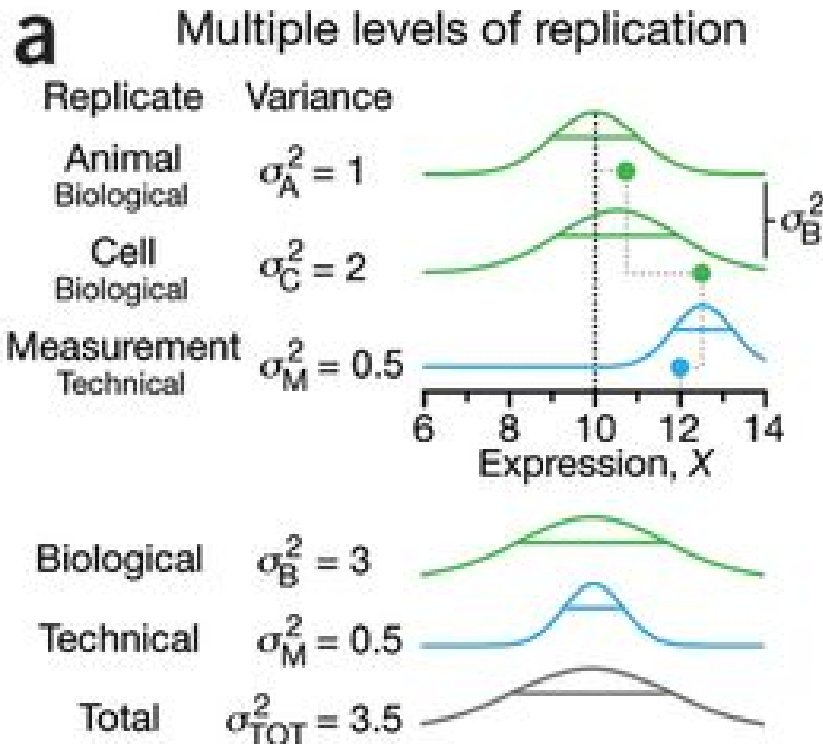 a Multiple levels of replication
Replicate Variance
Animal
Biological
σ²A = 1
Cell
Biological
σ²C = 2
σ²B
Measurement
Technical
σ²M = 0.5
6 8 10 12 14
Expression, X
Biological σ²B = 3
Technical σ²M = 0.5
Total σ²TOT = 3.5